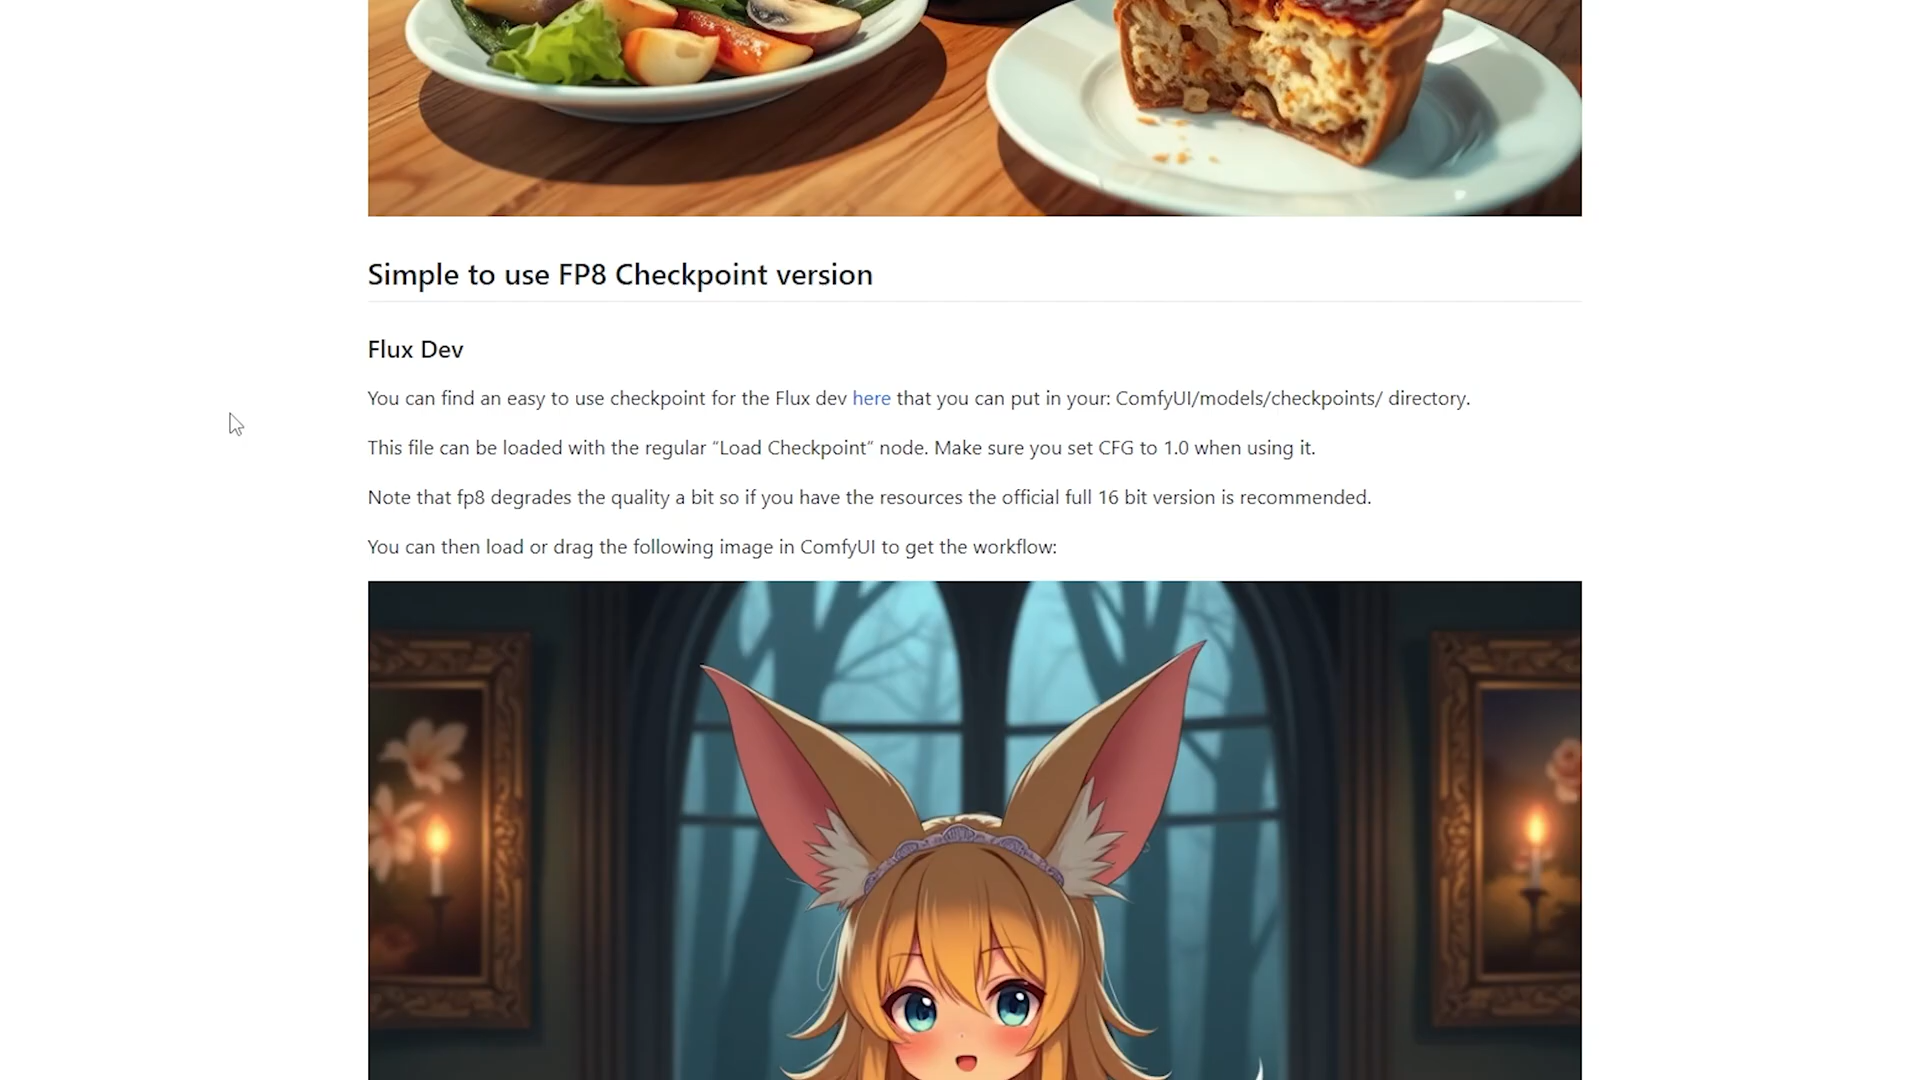 Simple to use FP8 Checkpoint version
Flux Dev
You can find an easy to use checkpoint for the Flux dev here that you can put in your: ComfyUI/models/checkpoints/ directory.
This file can be loaded with the regular “Load Checkpoint” node. Make sure you set CFG to 1.0 when using it.
Note that fp8 degrades the quality a bit so if you have the resources the official full 16 bit version is recommended.
You can then load or drag the following image in ComfyUI to get the workflow: